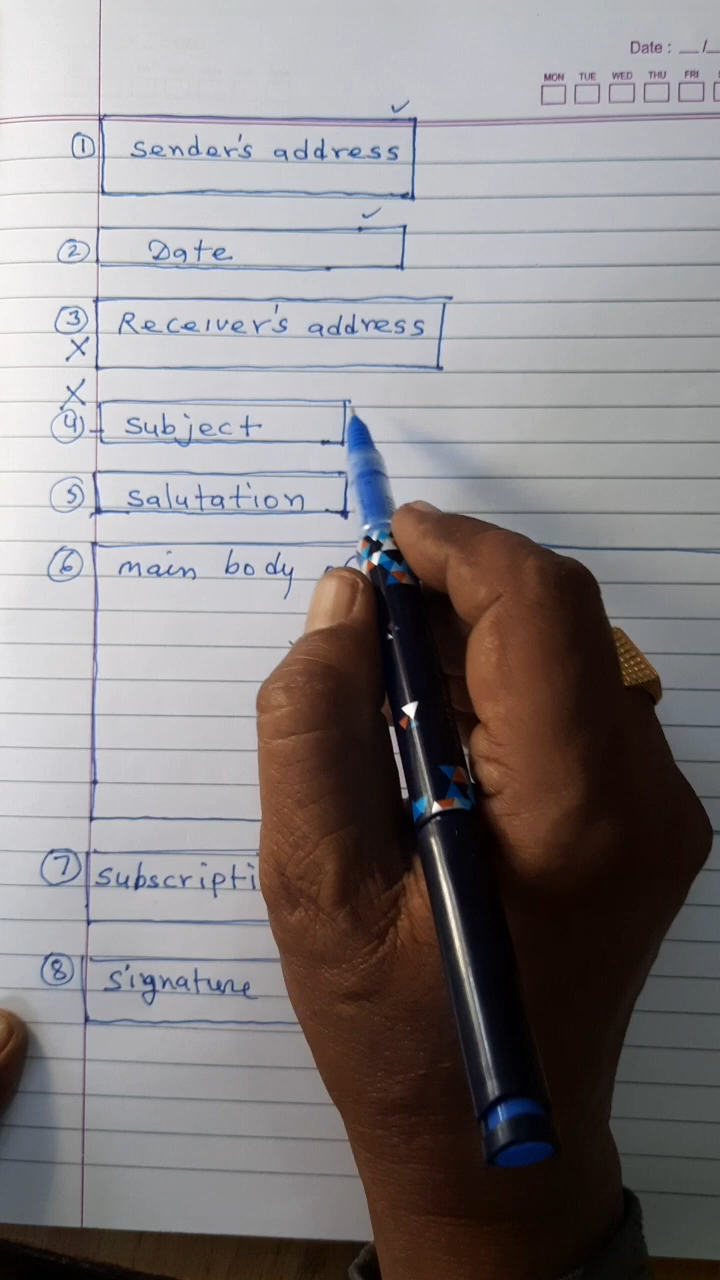 Date : __/__
MON TUE WED THU FRI
① Sender's address ✓
② Date ✓
③ Receiver's address
X
X
④ subject
⑤ salutation
⑥ main body
⑦ subscripti
⑧ signature